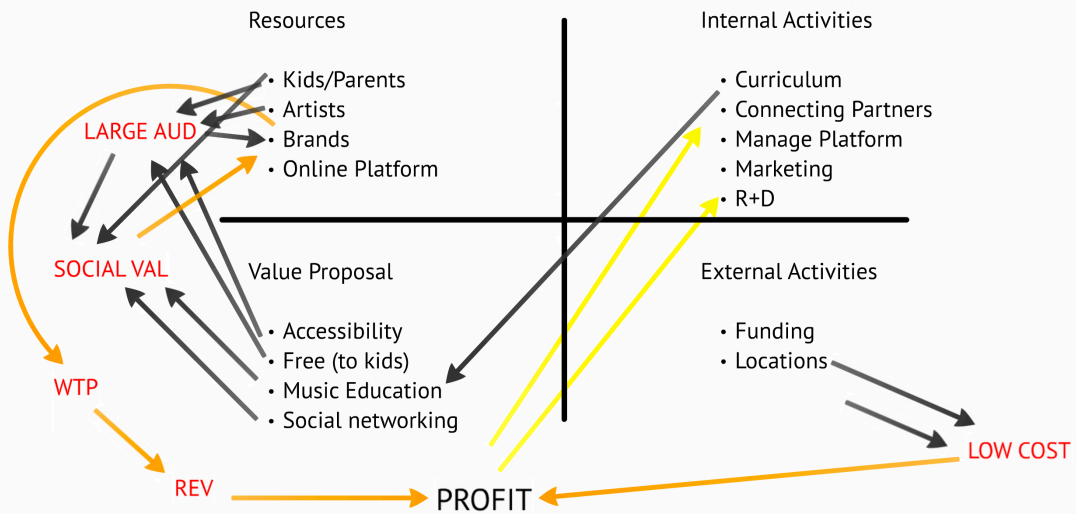 Resources
• Kids/Parents
• Artists
• Brands
• Online Platform
Internal Activities
• Curriculum
• Connecting Partners
• Manage Platform
• Marketing
• R+D
LARGE AUD
SOCIAL VAL
Value Proposal
• Accessibility
• Free (to kids)
• Music Education
• Social networking
External Activities
• Funding
• Locations
WTP
REV
PROFIT
LOW COST